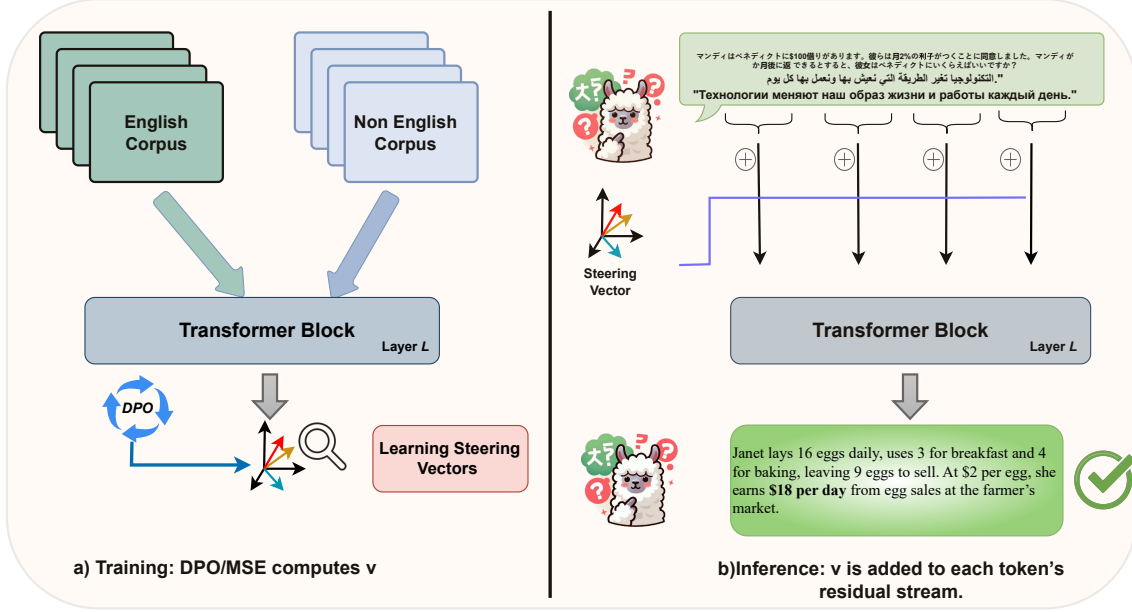 English
Corpus
Non English
Corpus
Transformer Block
Layer L
DPO
Learning Steering
Vectors
a) Training: DPO/MSE computes v
マンディはベネディクトに$100借りがあります。彼らは月2%の利子がつくことに同意しました。マンディが
か月後に返 できるとすると、彼女はベネディクトにいくらえばいいですか？
التكنولوجيا تغير الطريقة التي نعيش بها ونعمل بها كل يوم."
"Технологии меняют наш образ жизни и работы каждый день."
大?
?
?
?
+
+
+
+
Steering
Vector
Transformer Block
Layer L
大?
?
?
?
Janet lays 16 eggs daily, uses 3 for breakfast and 4
for baking, leaving 9 eggs to sell. At $2 per egg, she
earns $18 per day from egg sales at the farmer's
market.
b)Inference: v is added to each token's
residual stream.